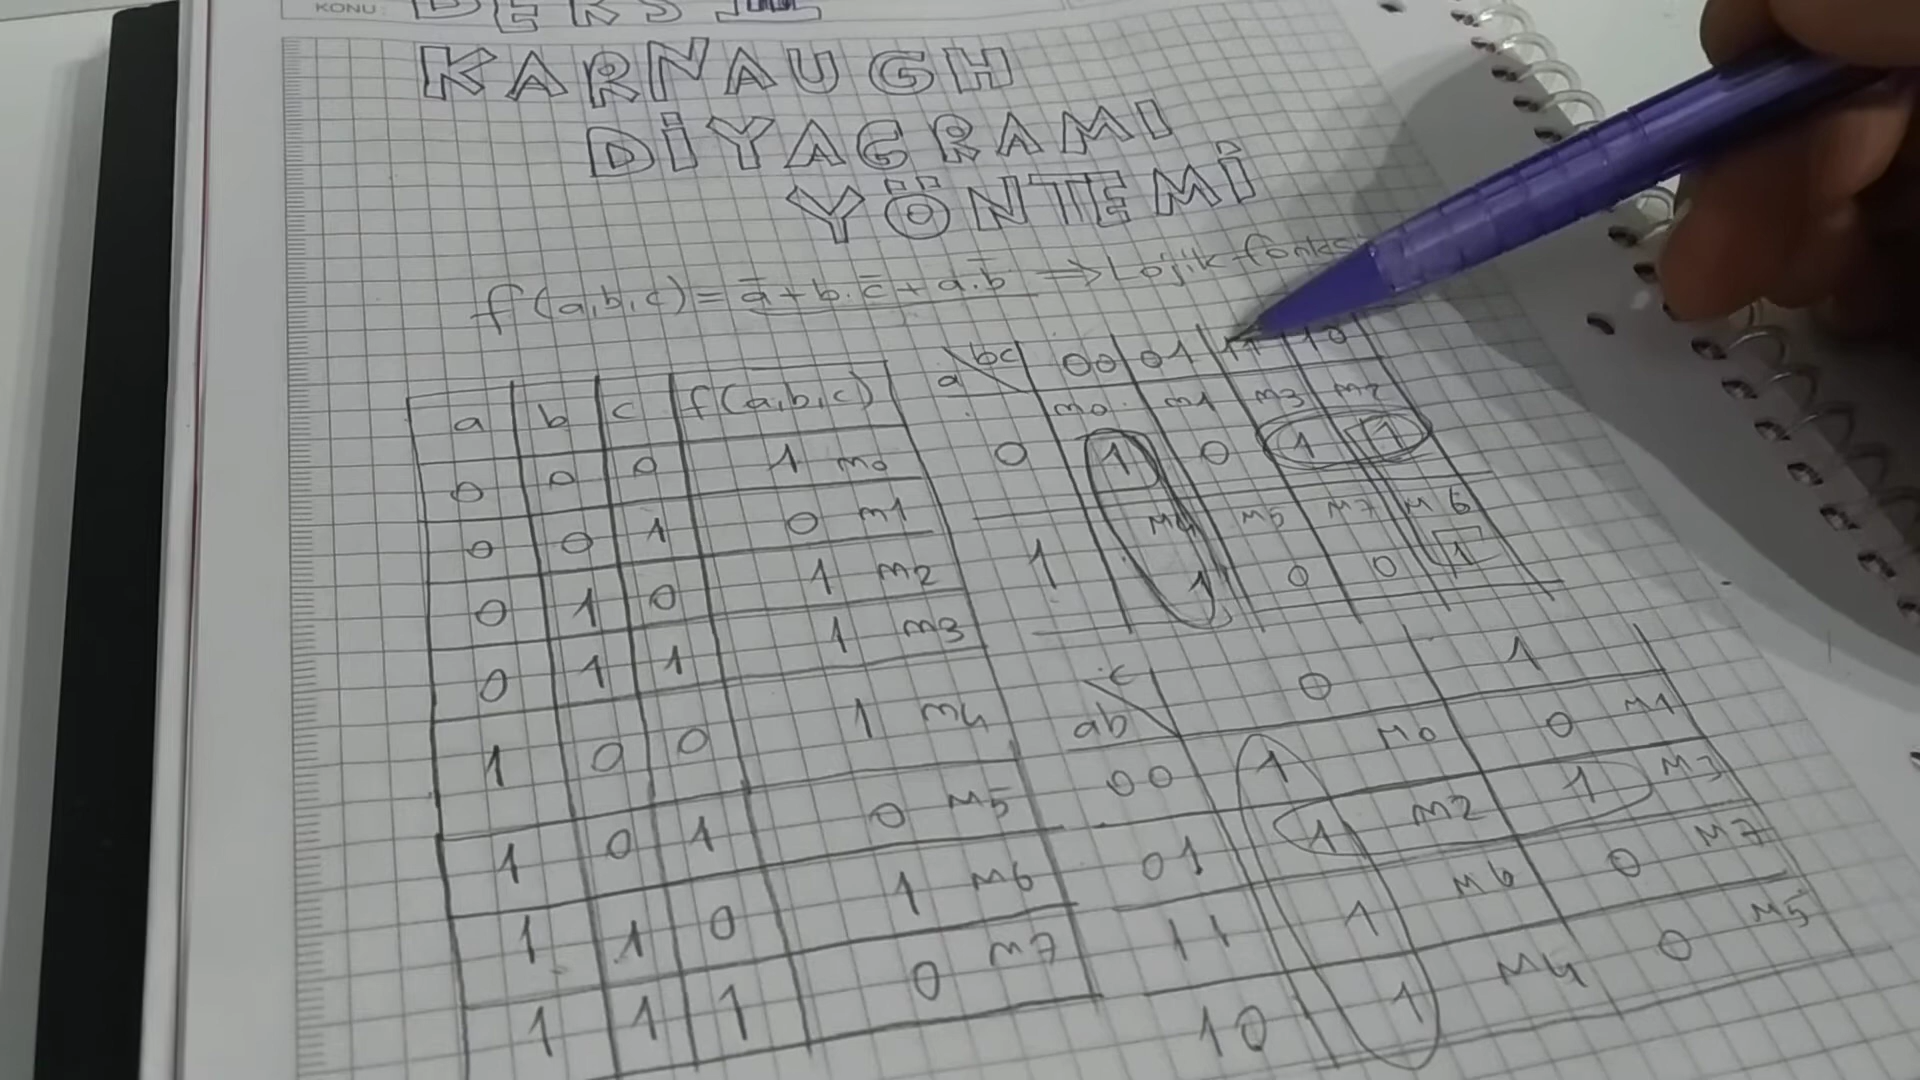 KONU: DERS
KARNAUGH
DİYAGRAMI
YÖNTEMİ
f(a,b,c) = a̅ + b.c̅ + a.b̅ ⇒ Lojik
a b c f(a,b,c)
0 0 0 1 m0
0 0 1 0 m1
0 1 0 1 m2
0 1 1 1 m3
1 0 0 1 m4
1 0 1 0 M5
1 1 0 1 M6
1 1 1 0 M7
a \ bc 00 01 11 10
m0 m1 m3 m2
0 1 0 1 1
M4 M5 M7 M6
1 1 0 0 1
ab \ c 0 1
00 1 M0 0 M1
01 1 M2 1 M3
11 1 M6 0 M7
10 1 M4 0 M5